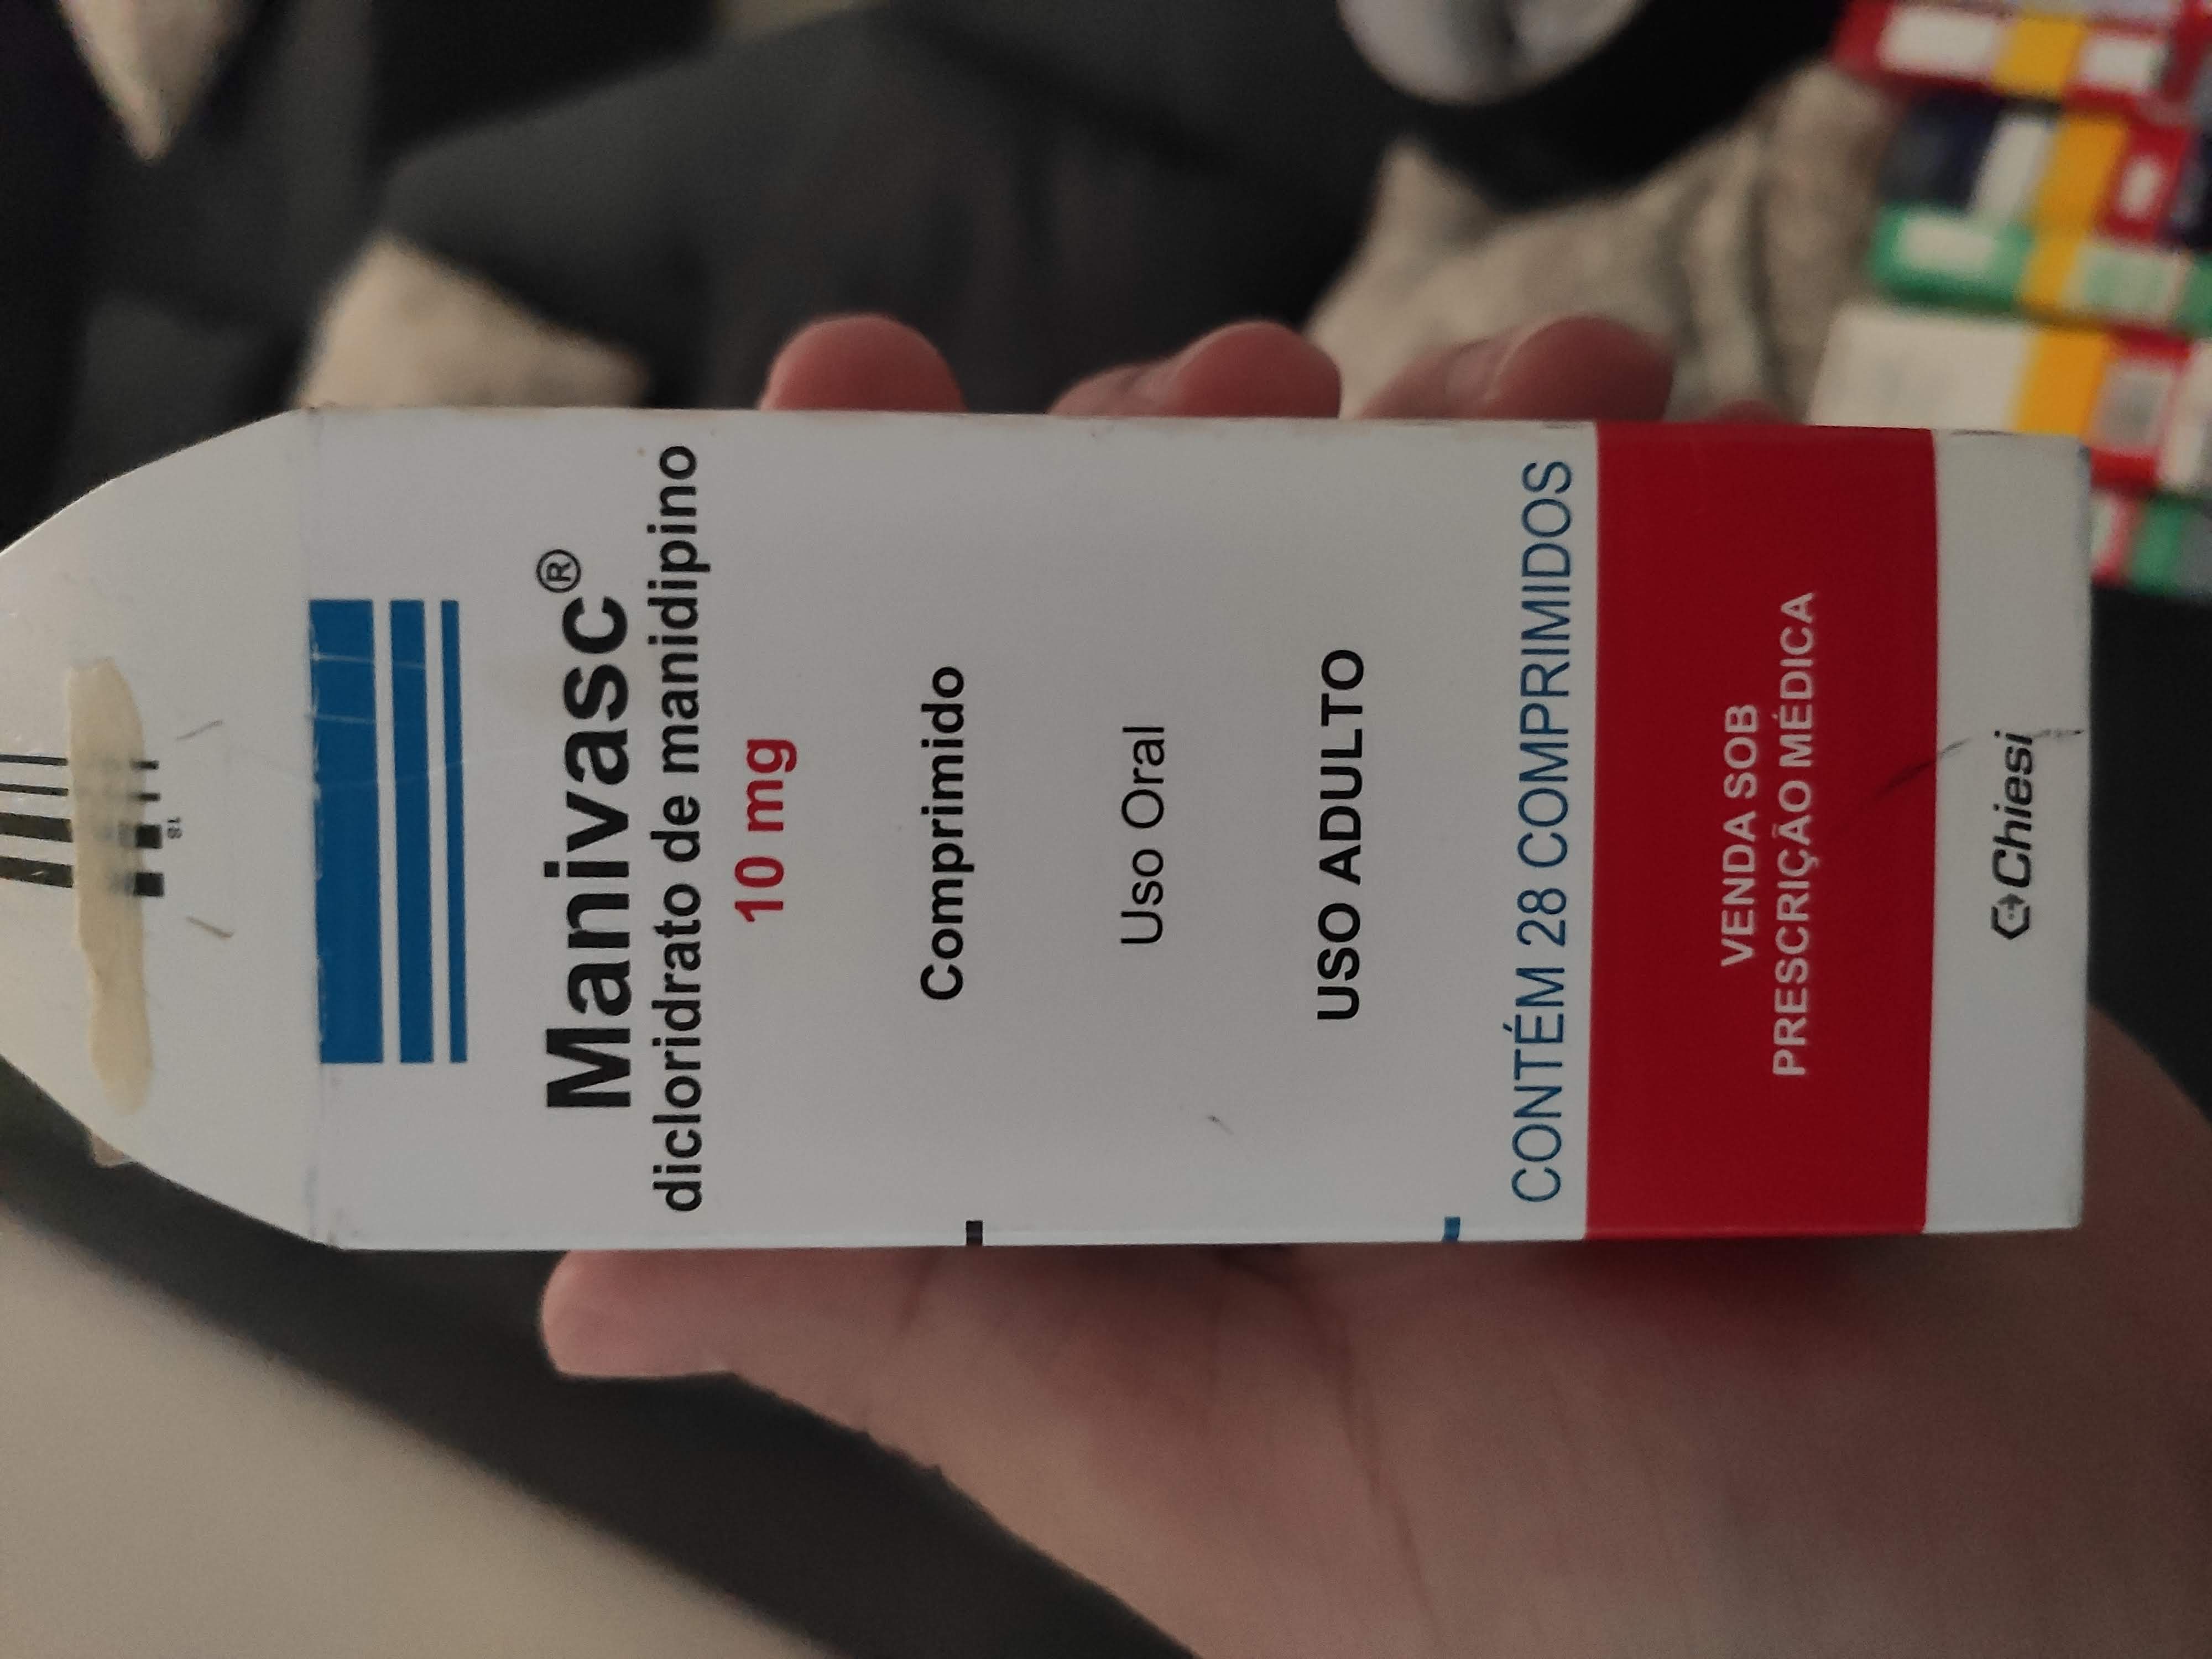 18
Manivasc®
dicloridrato de manidipino
10 mg
Comprimido
Uso Oral
USO ADULTO
CONTÉM 28 COMPRIMIDOS
VENDA SOB
PRESCRIÇÃO MÉDICA
Chiesi